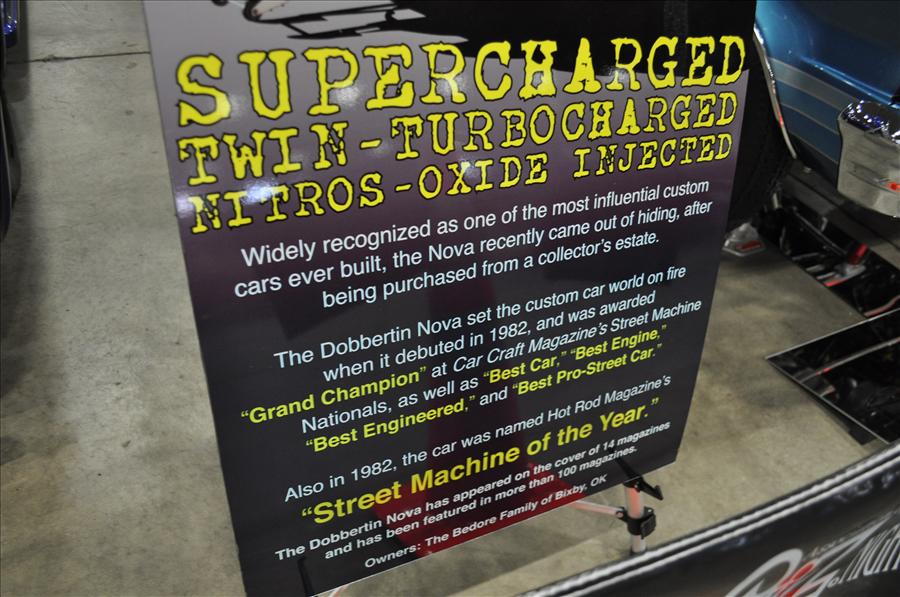 SUPERCHARGED
TWIN-TURBOCHARGED
NITROS-OXIDE INJECTED
Widely recognized as one of the most influential custom
cars ever built, the Nova recently came out of hiding, after
being purchased from a collector's estate.
The Dobbertin Nova set the custom car world on fire
when it debuted in 1982, and was awarded
"Grand Champion" at Car Craft Magazine's Street Machine
Nationals, as well as "Best Car," "Best Engine,"
"Best Engineered," and "Best Pro-Street Car."
Also in 1982, the car was named Hot Rod Magazine's
"Street Machine of the Year."
The Dobbertin Nova has appeared on the cover of 14 magazines
and has been featured in more than 100 magazines.
Owners: The Bedore Family of Bixby, OK